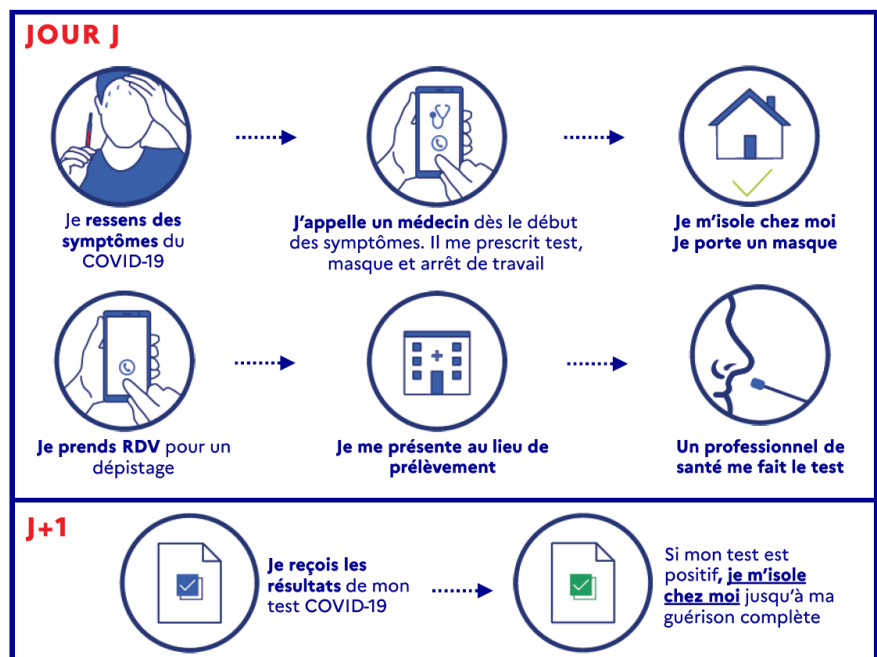 JOUR J
Je ressens des
symptômes du
COVID-19
J'appelle un médecin dès le début
des symptômes. Il me prescrit test,
masque et arrêt de travail
Je m'isole chez moi
Je porte un masque
Je prends RDV pour un
dépistage
Je me présente au lieu de
prélèvement
Un professionnel de
santé me fait le test
J+1
Je reçois les
résultats de mon
test COVID-19
Si mon test est
positif, je m'isole
chez moi jusqu'à ma
guérison complète